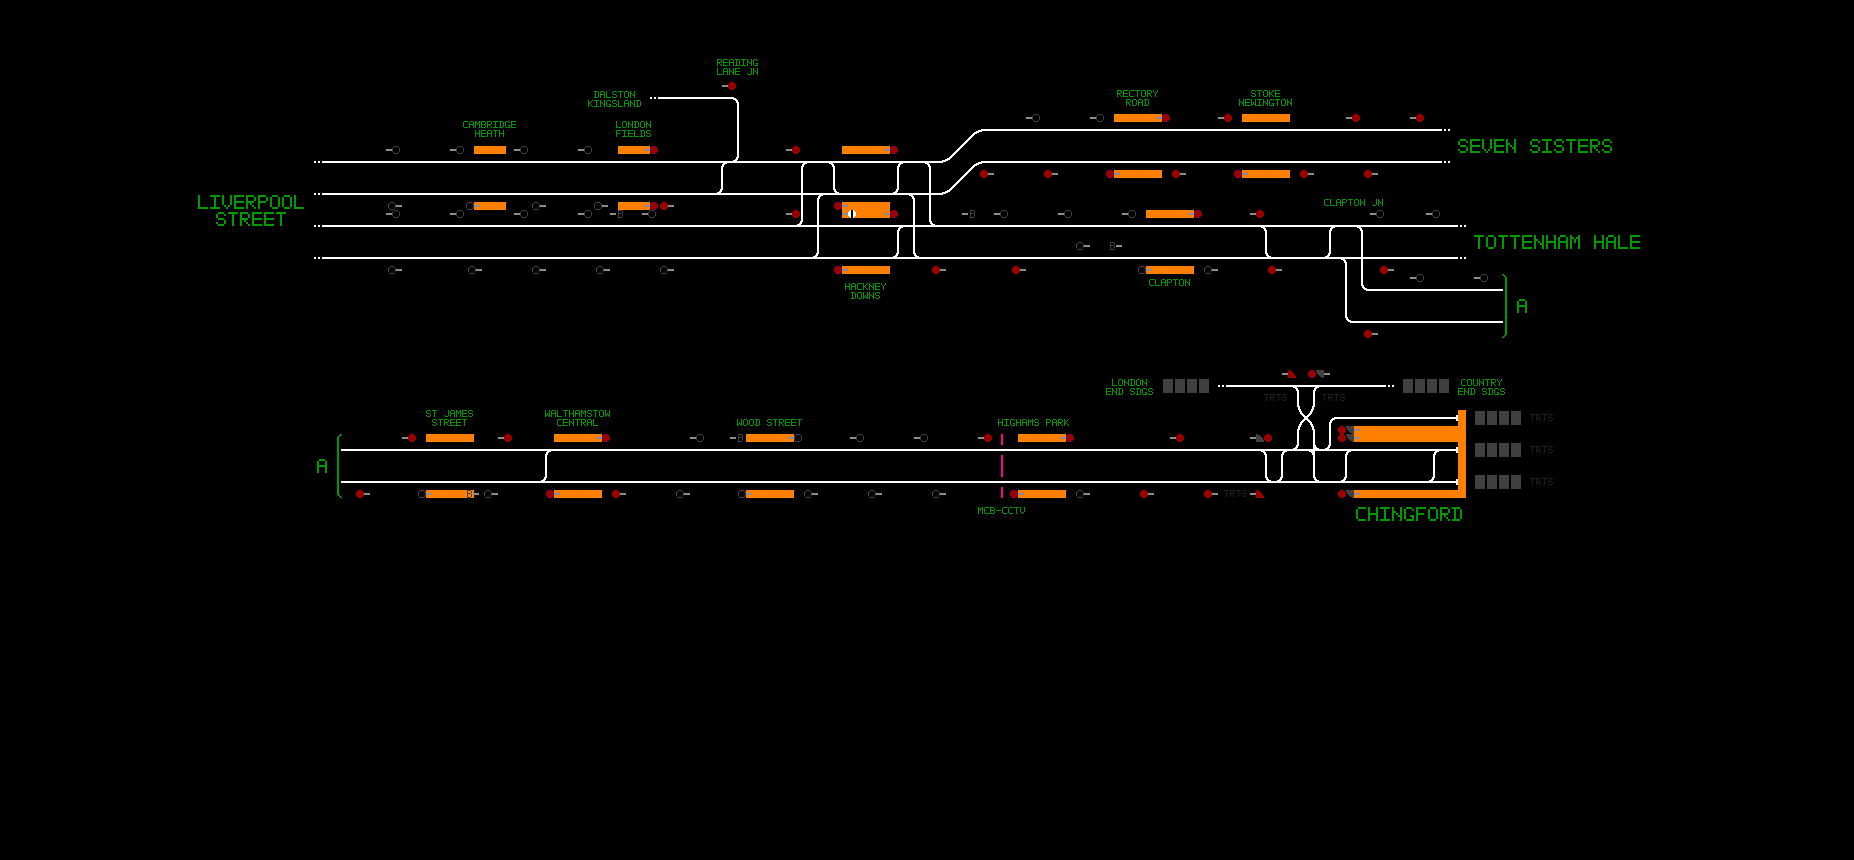 READING
LANE JN
DALSTON
KINGSLAND
RECTORY
ROAD
STOKE
NEWINGTON
CAMBRIDGE
HEATH
LONDON
FIELDS
SEVEN SISTERS
LIVERPOOL
STREET
CLAPTON JN
B
B
B
TOTTENHAM HALE
CLAPTON
HACKNEY
DOWNS
A
LONDON
END SDGS
COUNTRY
END SDGS
TRTS
TRTS
ST JAMES
STREET
WALTHAMSTOW
CENTRAL
WOOD STREET
HIGHAMS PARK
TRTS
B
A
TRTS
TRTS
B
TRTS
MCB-CCTV
CHINGFORD